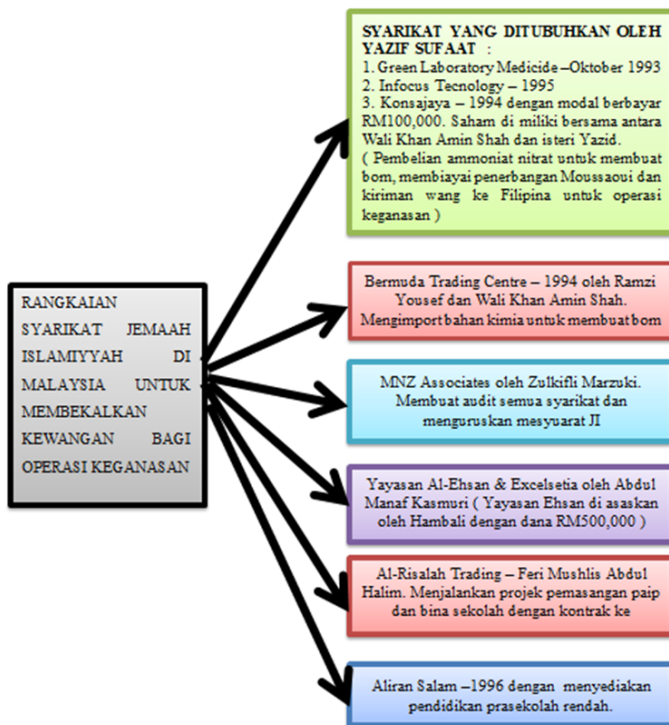 SYARIKAT YANG DITUBUHKAN OLEH
YAZIF SUFAAT :
1. Green Laboratory Medicide –Oktober 1993
2. Infocus Tecnology – 1995
3. Konsajaya – 1994 dengan modal berbayar
RM100,000. Saham di miliki bersama antara
Wali Khan Amin Shah dan isteri Yazid.
( Pembelian ammoniat nitrat untuk membuat
bom, membiayai penerbangan Moussaoui dan
kiriman wang ke Filipina untuk operasi
keganasan )
RANGKAIAN
SYARIKAT JEMAAH
ISLAMIYYAH DI
MALAYSIA UNTUK
MEMBEKALKAN
KEWANGAN BAGI
OPERASI KEGANASAN
Bermuda Trading Centre – 1994 oleh Ramzi
Yousef dan Wali Khan Amin Shah.
Mengimport bahan kimia untuk membuat bom
MNZ Associates oleh Zulkifli Marzuki.
Membuat audit semua syarikat dan
menguruskan mesyuarat JI
Yayasan Al-Ehsan & Excelsetia oleh Abdul
Manaf Kasmuri ( Yayasan Ehsan di asaskan
oleh Hambali dengan dana RM500,000 )
Al-Risalah Trading – Feri Mushlis Abdul
Halim. Menjalankan projek pemasangan paip
dan bina sekolah dengan kontrak ke
Aliran Salam –1996 dengan menyediakan
pendidikan prasekolah rendah.